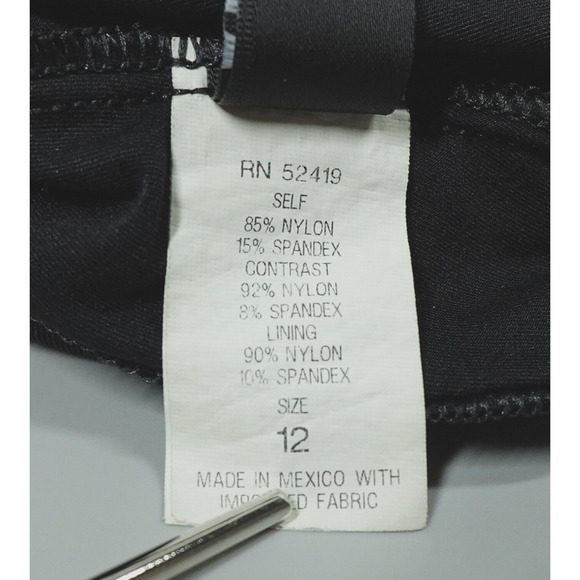 RN 52419
SELF
85% NYLON
15% SPANDEX
CONTRAST
92% NYLON
8% SPANDEX
LINING
90% NYLON
10% SPANDEX
SIZE
12
MADE IN MEXICO WITH
FABRIC